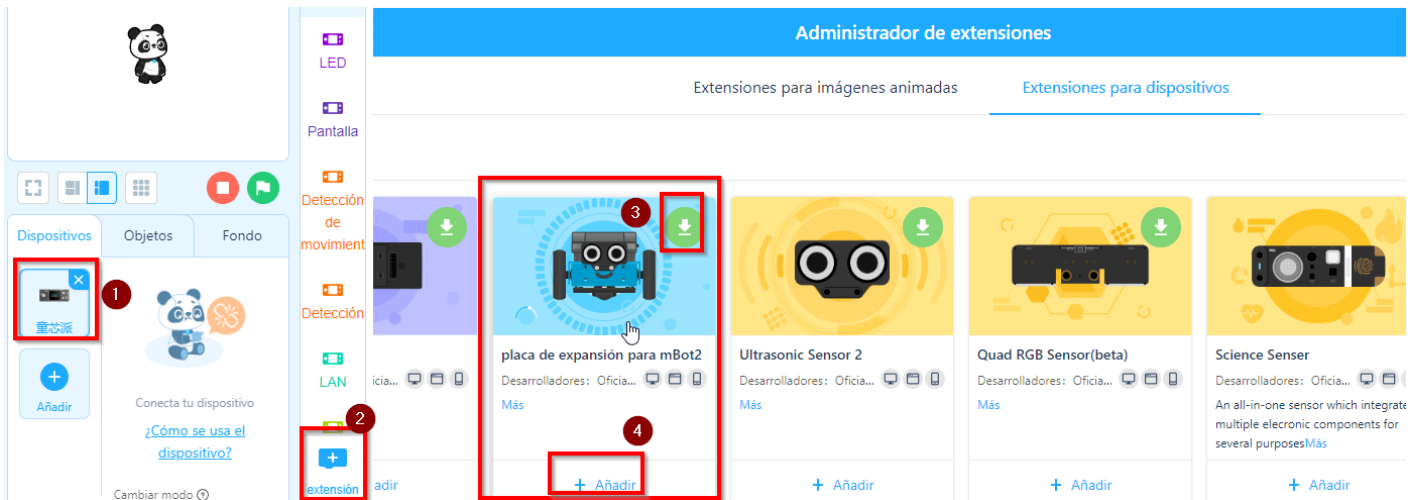 LED
Pantalla
Detección
de
movimient
Detección
LAN
extensión
Dispositivos
Objetos
Fondo
童芯派
Añadir
Conecta tu dispositivo
¿Cómo se usa el
dispositivo?
Cambiar modo
1
2
3
4
Administrador de extensiones
Extensiones para imágenes animadas
Extensiones para dispositivos
icia...
adir
placa de expansión para mBot2
Desarrolladores: Oficia...
Más
+ Añadir
Ultrasonic Sensor 2
Desarrolladores: Oficia...
Más
+ Añadir
Quad RGB Sensor(beta)
Desarrolladores: Oficia...
Más
+ Añadir
Science Senser
Desarrolladores: Oficia...
An all-in-one sensor which integrate
multiple elecronic components for
several purposesMás
+ Añadir